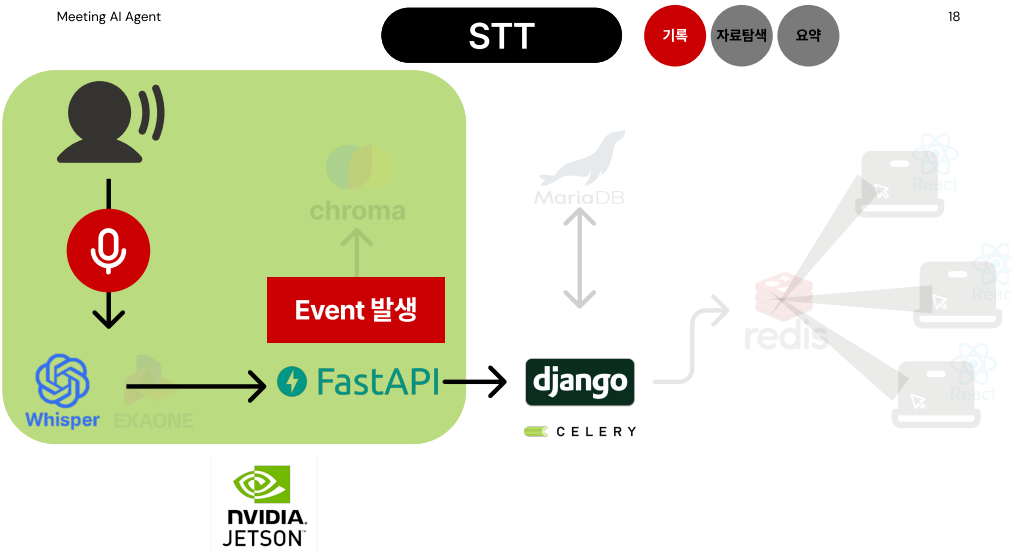 Meeting AI Agent
STT
기록
자료탐색
요약
18
chroma
MariaDB
React
React
React
Event 발생
redis
Whisper
EXAONE
FastAPI
django
CELERY
NVIDIA.
JETSON™